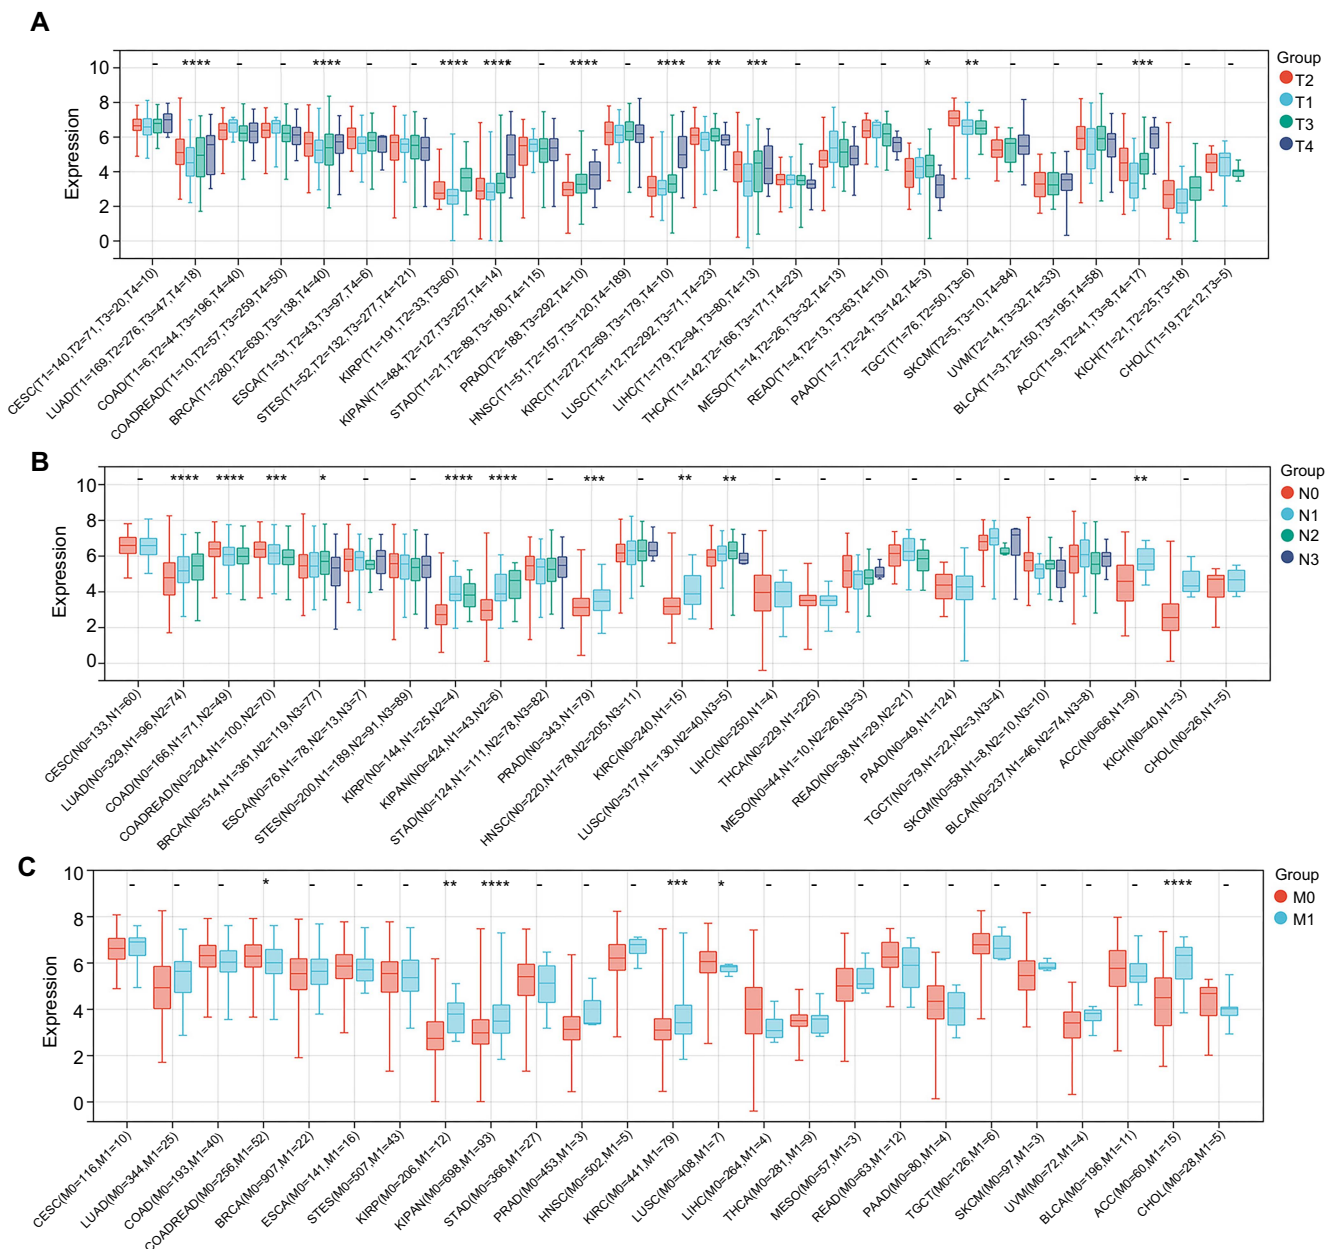 A
Group
T2
T1
T3
T4
Expression
10
8
6
4
2
0
- **** - - **** - - **** **** - **** - **** ** *** - - - * ** - - - *** - -
CESC(T1=140,T2=71,T3=20,T4=10)
LUAD(T1=169,T2=276,T3=47,T4=18)
COAD(T1=6,T2=44,T3=196,T4=40)
COADREAD(T1=10,T2=57,T3=259,T4=50)
BRCA(T1=280,T2=630,T3=138,T4=40)
ESCA(T1=31,T2=43,T3=97,T4=6)
STES(T1=52,T2=132,T3=277,T4=121)
KIRP(T1=191,T2=33,T3=60)
KIPAN(T1=484,T2=127,T3=257,T4=14)
STAD(T1=21,T2=89,T3=180,T4=115)
PRAD(T2=188,T3=292,T4=10)
HNSC(T1=51,T2=157,T3=120,T4=189)
KIRC(T1=272,T2=69,T3=179,T4=10)
LUSC(T1=112,T2=292,T3=71,T4=23)
LIHC(T1=179,T2=94,T3=80,T4=13)
THCA(T1=142,T2=166,T3=171,T4=23)
MESO(T1=14,T2=26,T3=32,T4=13)
READ(T1=4,T2=13,T3=63,T4=10)
PAAD(T1=7,T2=24,T3=142,T4=3)
TGCT(T1=76,T2=50,T3=6)
SKCM(T2=5,T3=10,T4=84)
UVM(T2=14,T3=32,T4=33)
BLCA(T1=3,T2=150,T3=195,T4=58)
ACC(T1=9,T2=41,T3=8,T4=17)
KICH(T1=21,T2=25,T3=18)
CHOL(T1=19,T2=12,T3=5)
B
Group
N0
N1
N2
N3
Expression
10
8
6
4
2
0
- **** **** *** * - - **** **** - *** - ** ** - - - - - - - - ** -
CESC(N0=133,N1=60)
LUAD(N0=329,N1=96,N2=74)
COAD(N0=166,N1=71,N2=49)
COADREAD(N0=204,N1=100,N2=70)
BRCA(N0=514,N1=361,N2=119,N3=77)
ESCA(N0=76,N1=78,N2=13,N3=7)
STES(N0=200,N1=189,N2=91,N3=89)
KIRP(N0=144,N1=25,N2=4)
KIPAN(N0=424,N1=43,N2=6)
STAD(N0=124,N1=111,N2=78,N3=82)
PRAD(N0=343,N1=79)
HNSC(N0=220,N1=78,N2=205,N3=11)
KIRC(N0=240,N1=15)
LUSC(N0=317,N1=130,N2=40,N3=5)
LIHC(N0=250,N1=4)
THCA(N0=229,N1=225)
MESO(N0=44,N1=10,N2=26,N3=3)
READ(N0=38,N1=29,N2=21)
PAAD(N0=49,N1=124)
TGCT(N0=79,N1=22,N2=3,N3=4)
SKCM(N0=58,N1=8,N2=10,N3=10)
BLCA(N0=237,N1=46,N2=74,N3=8)
ACC(N0=66,N1=9)
KICH(N0=40,N1=3)
CHOL(N0=26,N1=5)
C
Group
M0
M1
Expression
10
8
6
4
2
0
- - - * - - - ** **** - - - *** * - - - - - - - - - **** -
CESC(M0=116,M1=10)
LUAD(M0=344,M1=25)
COAD(M0=193,M1=40)
COADREAD(M0=256,M1=52)
BRCA(M0=907,M1=22)
ESCA(M0=141,M1=16)
STES(M0=507,M1=43)
KIRP(M0=206,M1=12)
KIPAN(M0=698,M1=93)
STAD(M0=366,M1=27)
PRAD(M0=453,M1=3)
HNSC(M0=502,M1=5)
KIRC(M0=441,M1=79)
LUSC(M0=408,M1=7)
LIHC(M0=264,M1=4)
THCA(M0=281,M1=9)
MESO(M0=57,M1=3)
READ(M0=63,M1=12)
PAAD(M0=80,M1=4)
TGCT(M0=126,M1=6)
SKCM(M0=97,M1=3)
UVM(M0=72,M1=4)
BLCA(M0=196,M1=11)
ACC(M0=60,M1=15)
CHOL(M0=28,M1=5)